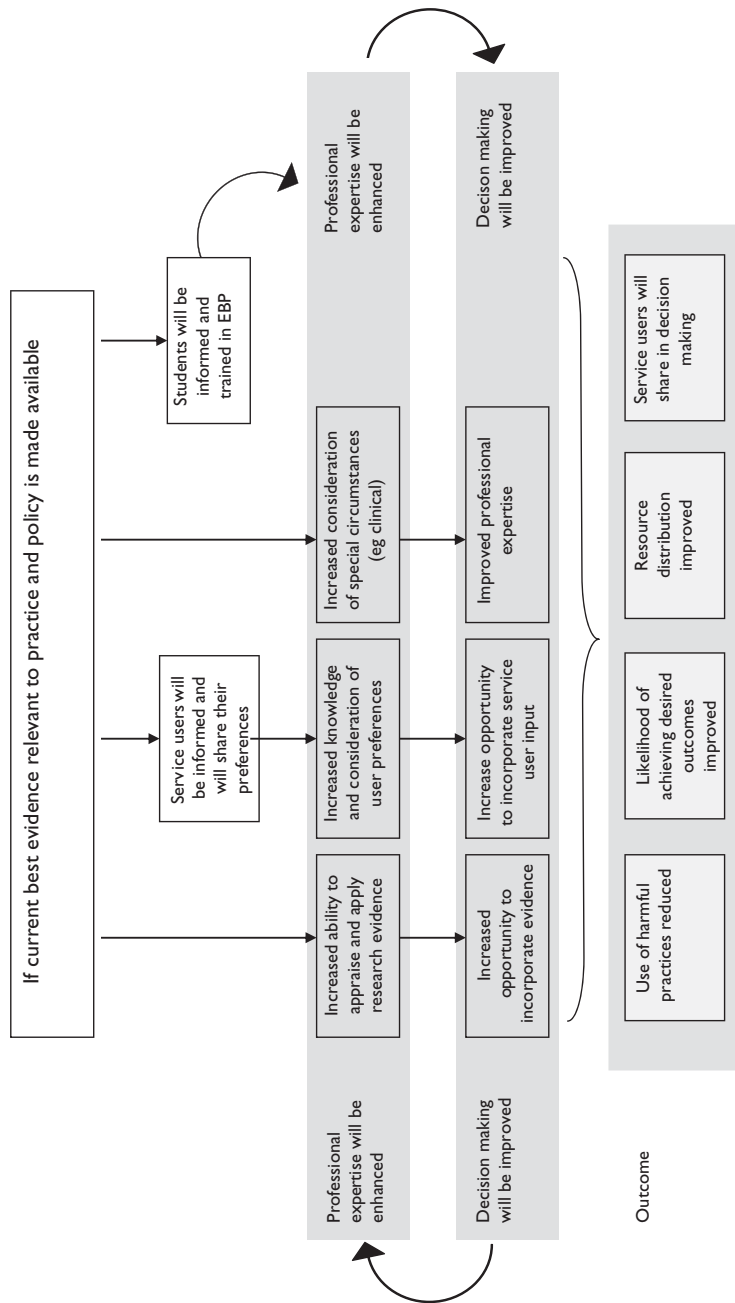 If current best evidence relevant to practice and policy is made available
Service users will
be informed and
will share their
preferences
Students will be
informed and
trained in EBP
Professional
expertise will be
enhanced
Increased ability to
appraise and apply
research evidence
Increased knowledge
and consideration of
user preferences
Increased consideration
of special circumstances
(eg clinical)
Professional
expertise will be
enhanced
Decision making
will be improved
Increased
opportunity to
incorporate evidence
Increase opportunity
to incorporate service
user input
Improved professional
expertise
Decison making
will be improved
Outcome
Use of harmful
practices reduced
Likelihood of
achieving desired
outcomes
improved
Resource
distribution
improved
Service users will
share in decision
making